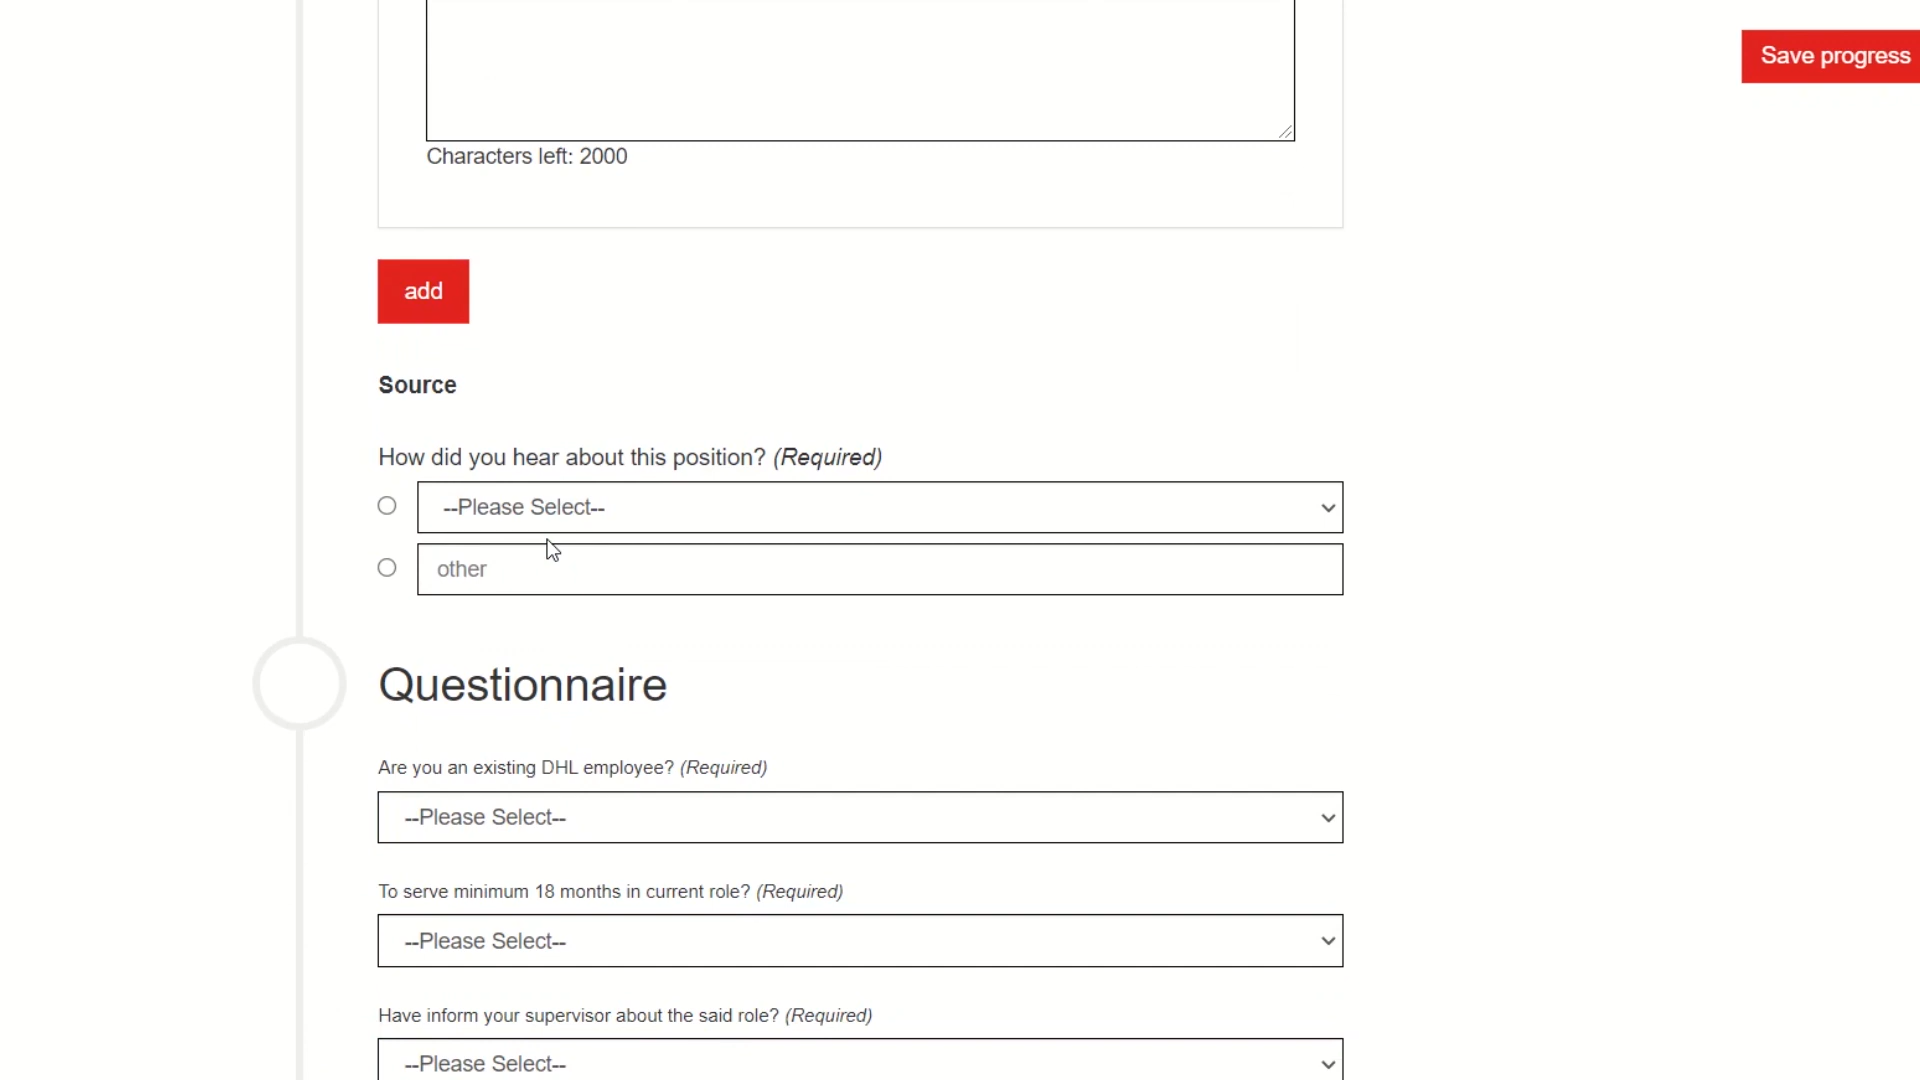 Save progress
Characters left: 2000
add
Source
How did you hear about this position? (Required)
--Please Select--
other
Questionnaire
Are you an existing DHL employee? (Required)
--Please Select--
To serve minimum 18 months in current role? (Required)
--Please Select--
Have inform your supervisor about the said role? (Required)
--Please Select--